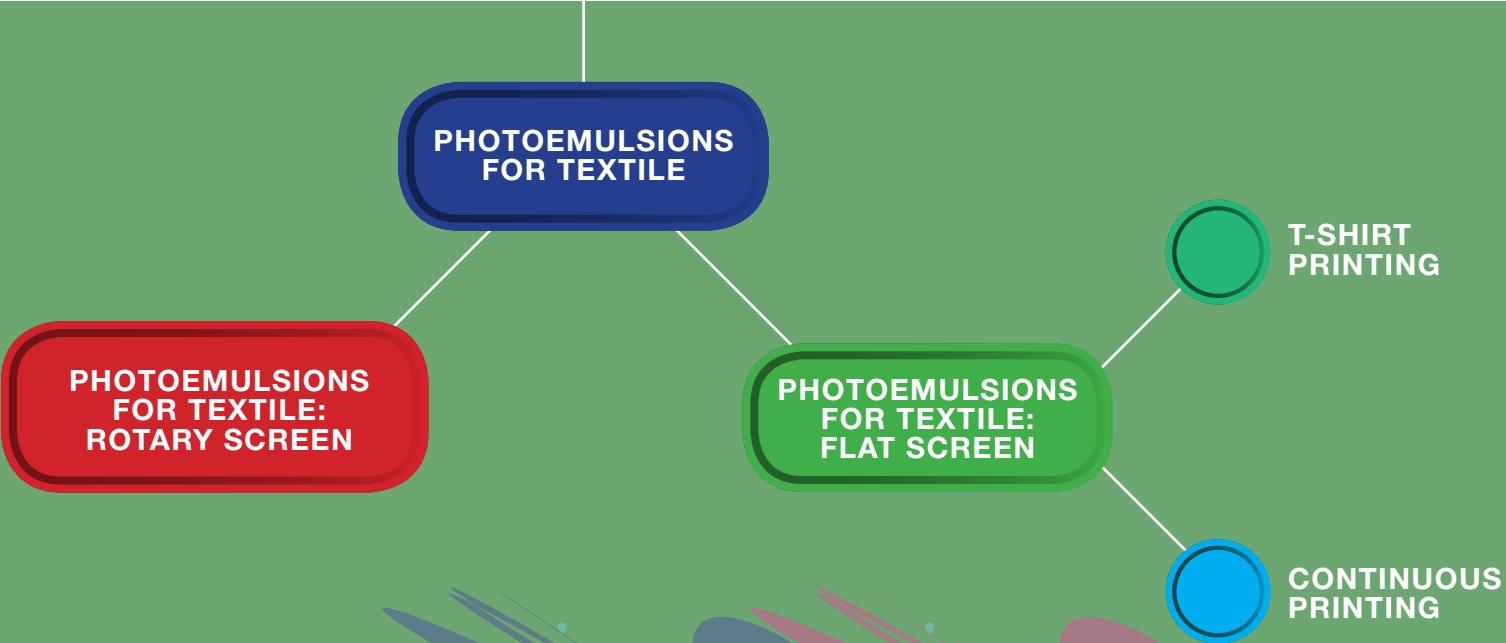 PHOTOEMULSIONS
FOR TEXTILE
T-SHIRT
PRINTING
PHOTOEMULSIONS
FOR TEXTILE:
ROTARY SCREEN
PHOTOEMULSIONS
FOR TEXTILE:
FLAT SCREEN
CONTINUOUS
PRINTING